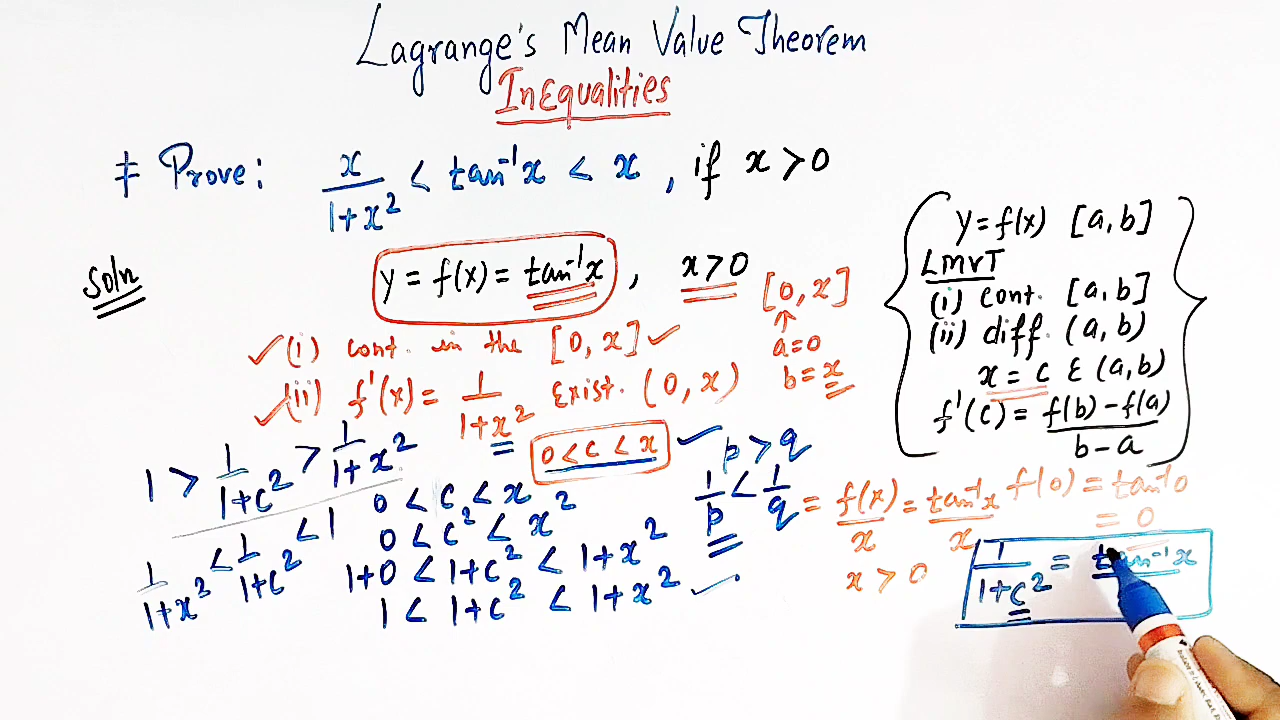 Lagrange's Mean Value Theorem
InEqualities
# Prove: x/(1+x²) < tan⁻¹x < x, if x > 0
Soln
y = f(x) = tan⁻¹x, x > 0
[0, x]
a = 0
b = x
✓(i) cont. in the [0, x] ✓
✓(ii) f'(x) = 1/(1+x²) Exist. (0, x)
0 < c < x ✓
y = f(x) [a, b]
LMVT
(i) cont. [a, b]
(ii) diff. (a, b)
x = c ε (a, b)
f'(c) = (f(b) - f(a))/(b - a)
1 > 1/(1+c²) > 1/(1+x²)
1/(1+x²) < 1/(1+c²) < 1
0 < c < x
0 < c² < x²
1+0 < 1+c² < 1+x²
1 < 1+c² < 1+x² ✓
p > q
1/p < 1/q
= f(x)/x = tan⁻¹x/x
x > 0
f(0) = tan⁻¹0
= 0
1/(1+c²) = tan⁻¹x